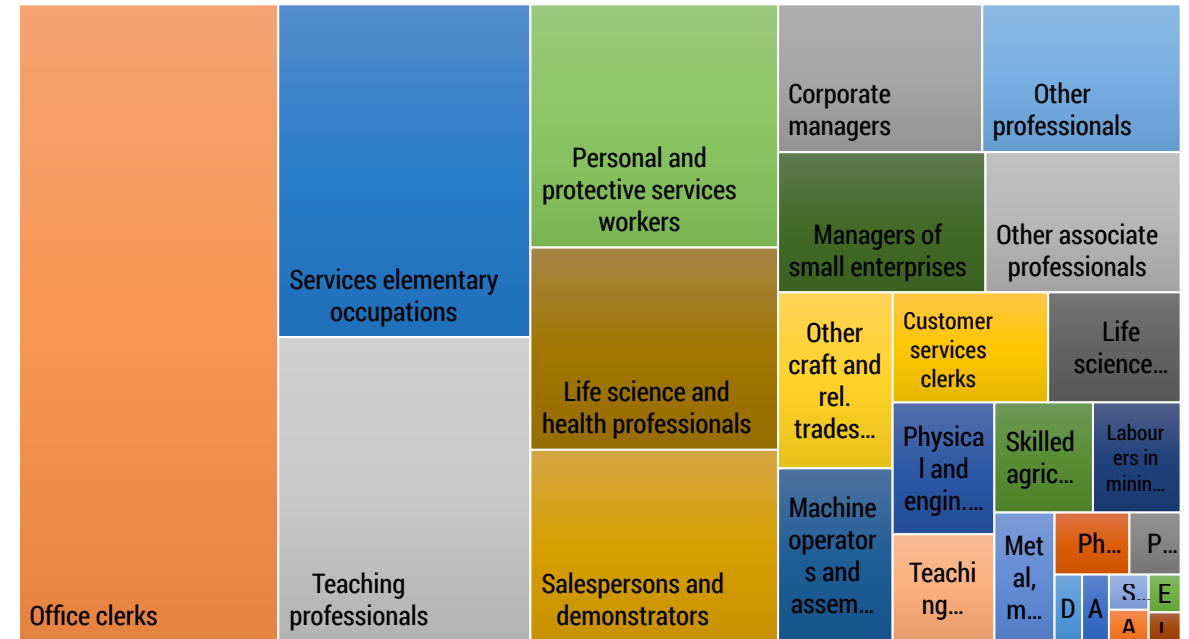 Office clerks
Services elementary
occupations
Teaching
professionals
Personal and
protective services
workers
Life science and
health professionals
Salespersons and
demonstrators
Corporate
managers
Other
professionals
Managers of
small enterprises
Other associate
professionals
Other
craft and
rel.
trades...
Customer
services
clerks
Life
science...
Machine
operator
s and
assem...
Physica
l and
engin....
Skilled
agric...
Labour
ers in
minin...
Teachi
ng...
Met
al,
m...
Ph...
P...
D
A
S...
E
A